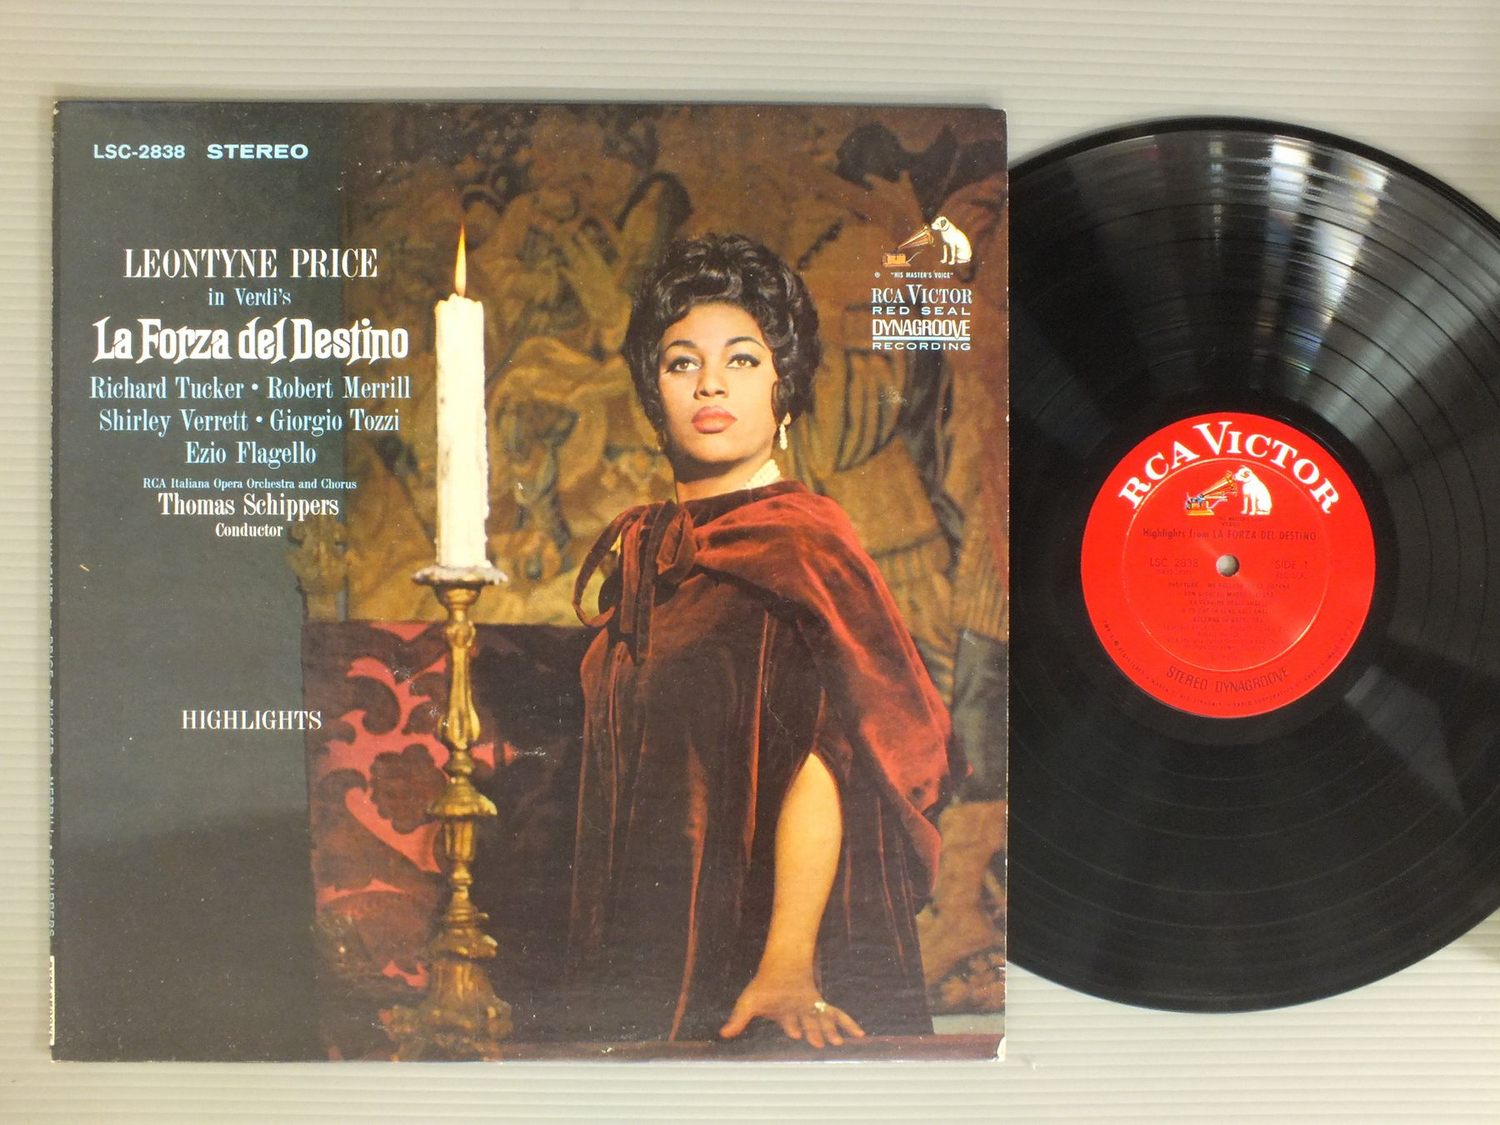 LSC-2838 STEREO
LEONTYNE PRICE
in Verdi's
La Forza del Destino
Richard Tucker • Robert Merrill
Shirley Verrett • Giorgio Tozzi
Ezio Flagello
RCA Italiana Opera Orchestra and Chorus
Thomas Schippers
Conductor
HIGHLIGHTS
® "HIS MASTER'S VOICE"
RCA VICTOR
RED SEAL
DYNAGROOVE
RECORDING
RCA VICTOR
Highlights from LA FORZA DEL DESTINO
LSC 2838 SIDE 1
STEREO DYNAGROOVE